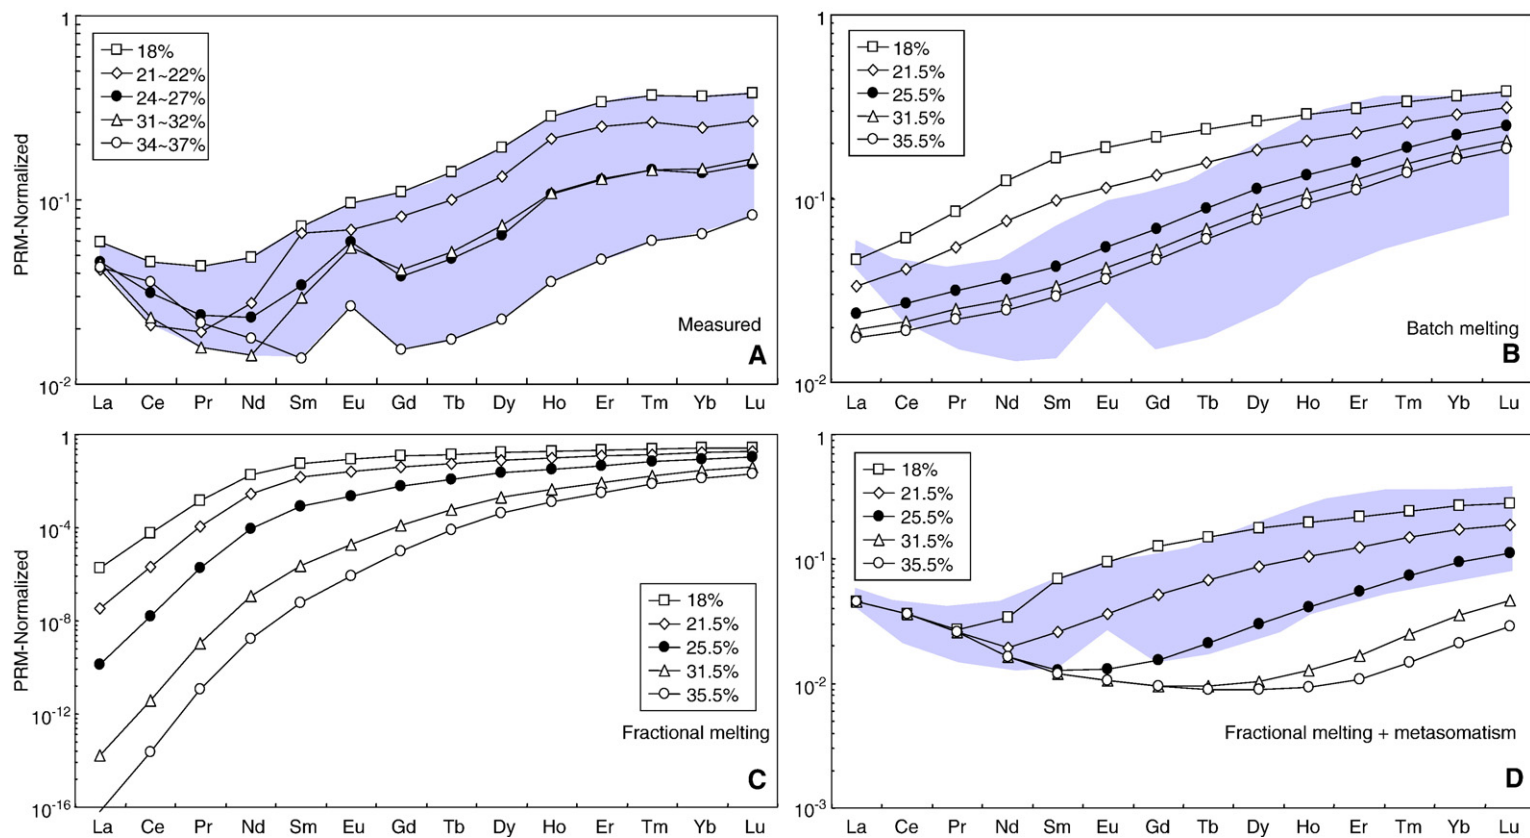 1
10⁻¹
10⁻²
PRM-Normalized
18%
21~22%
24~27%
31~32%
34~37%
Measured
A
La Ce Pr Nd Sm Eu Gd Tb Dy Ho Er Tm Yb Lu
1
10⁻¹
10⁻²
18%
21.5%
25.5%
31.5%
35.5%
Batch melting
B
La Ce Pr Nd Sm Eu Gd Tb Dy Ho Er Tm Yb Lu
1
10⁻⁴
10⁻⁸
10⁻¹²
10⁻¹⁶
PRM-Normalized
18%
21.5%
25.5%
31.5%
35.5%
Fractional melting
C
La Ce Pr Nd Sm Eu Gd Tb Dy Ho Er Tm Yb Lu
1
10⁻¹
10⁻²
10⁻³
18%
21.5%
25.5%
31.5%
35.5%
Fractional melting + metasomatism
D
La Ce Pr Nd Sm Eu Gd Tb Dy Ho Er Tm Yb Lu